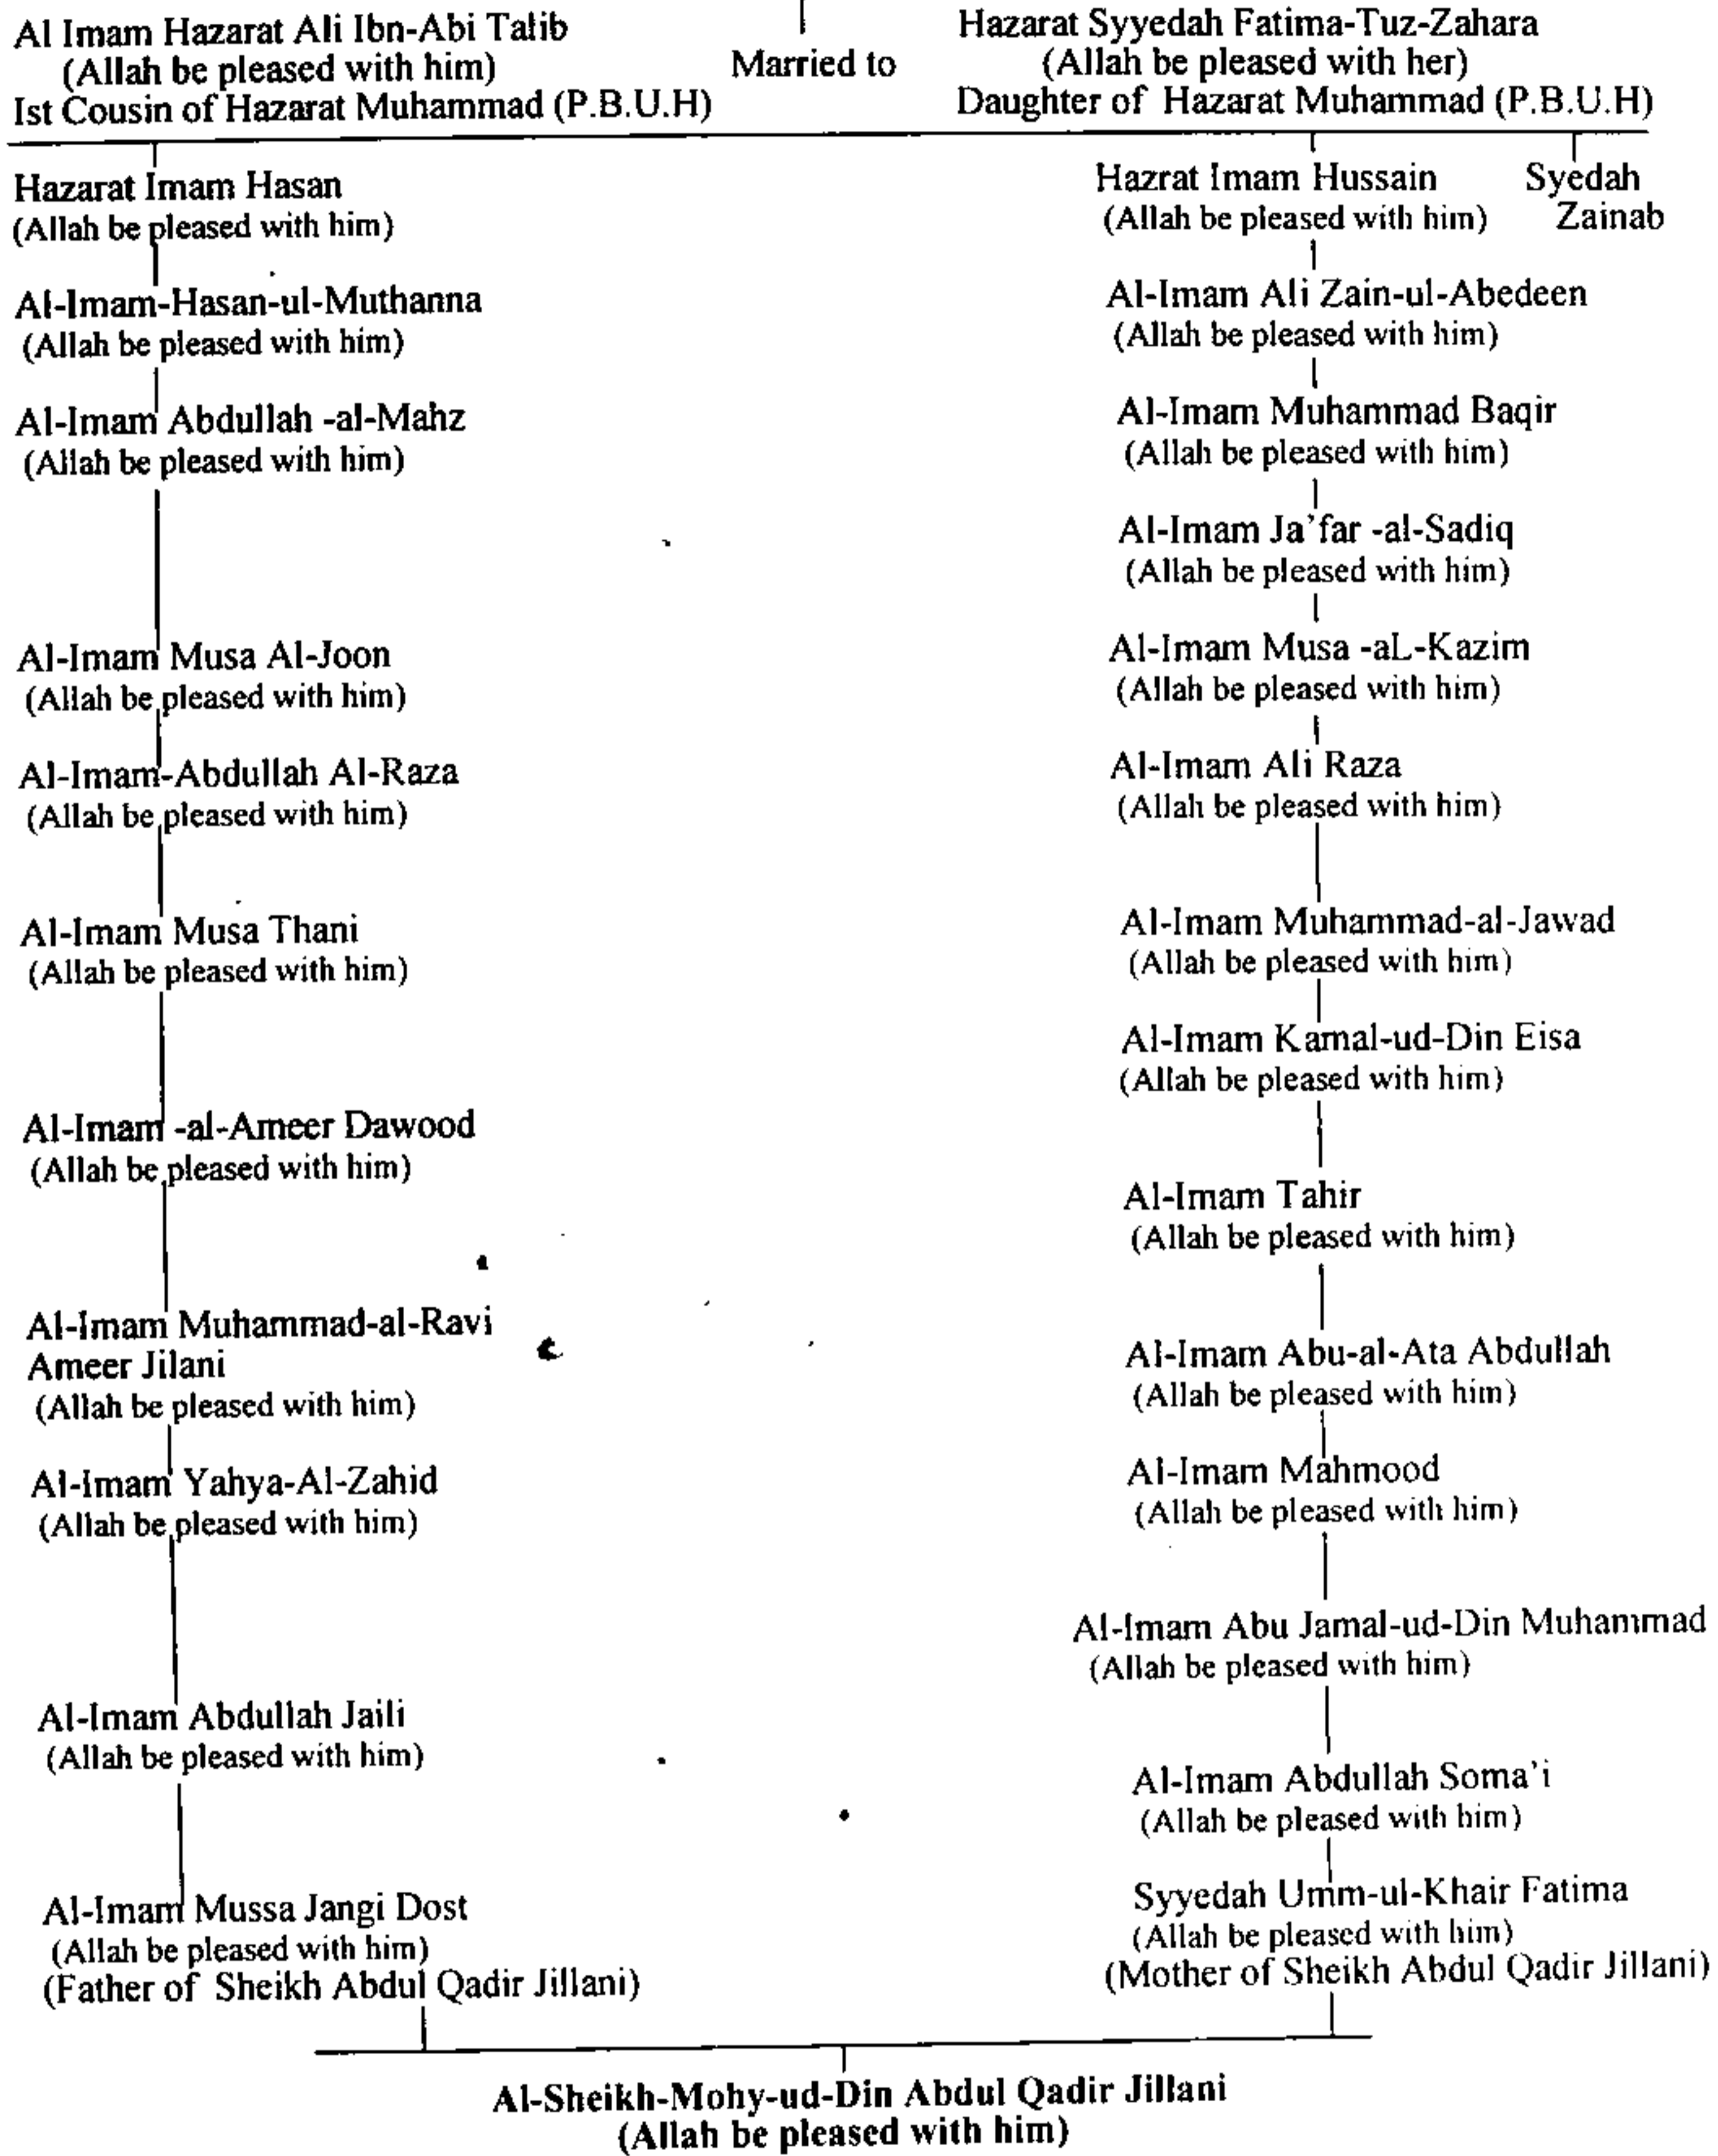 Al Imam Hazarat Ali Ibn-Abi Talib
(Allah be pleased with him)
Ist Cousin of Hazarat Muhammad (P.B.U.H)
Married to
Hazarat Syyedah Fatima-Tuz-Zahara
(Allah be pleased with her)
Daughter of Hazarat Muhammad (P.B.U.H)
Hazarat Imam Hasan
(Allah be pleased with him)
Al-Imam-Hasan-ul-Muthanna
(Allah be pleased with him)
Al-Imam Abdullah -al-Mahz
(Allah be pleased with him)
Al-Imam Musa Al-Joon
(Allah be pleased with him)
Al-Imam-Abdullah Al-Raza
(Allah be pleased with him)
Al-Imam Musa Thani
(Allah be pleased with him)
Al-Imam -al-Ameer Dawood
(Allah be pleased with him)
Al-Imam Muhammad-al-Ravi
Ameer Jilani
(Allah be pleased with him)
Al-Imam Yahya-Al-Zahid
(Allah be pleased with him)
Al-Imam Abdullah Jaili
(Allah be pleased with him)
Al-Imam Mussa Jangi Dost
(Allah be pleased with him)
(Father of Sheikh Abdul Qadir Jillani)
Hazrat Imam Hussain
(Allah be pleased with him)
Syedah
Zainab
Al-Imam Ali Zain-ul-Abedeen
(Allah be pleased with him)
Al-Imam Muhammad Baqir
(Allah be pleased with him)
Al-Imam Ja'far -al-Sadiq
(Allah be pleased with him)
Al-Imam Musa -aL-Kazim
(Allah be pleased with him)
Al-Imam Ali Raza
(Allah be pleased with him)
Al-Imam Muhammad-al-Jawad
(Allah be pleased with him)
Al-Imam Kamal-ud-Din Eisa
(Allah be pleased with him)
Al-Imam Tahir
(Allah be pleased with him)
Al-Imam Abu-al-Ata Abdullah
(Allah be pleased with him)
Al-Imam Mahmood
(Allah be pleased with him)
Al-Imam Abu Jamal-ud-Din Muhammad
(Allah be pleased with him)
Al-Imam Abdullah Soma'i
(Allah be pleased with him)
Syyedah Umm-ul-Khair Fatima
(Allah be pleased with him)
(Mother of Sheikh Abdul Qadir Jillani)
Al-Sheikh-Mohy-ud-Din Abdul Qadir Jillani
(Allah be pleased with him)